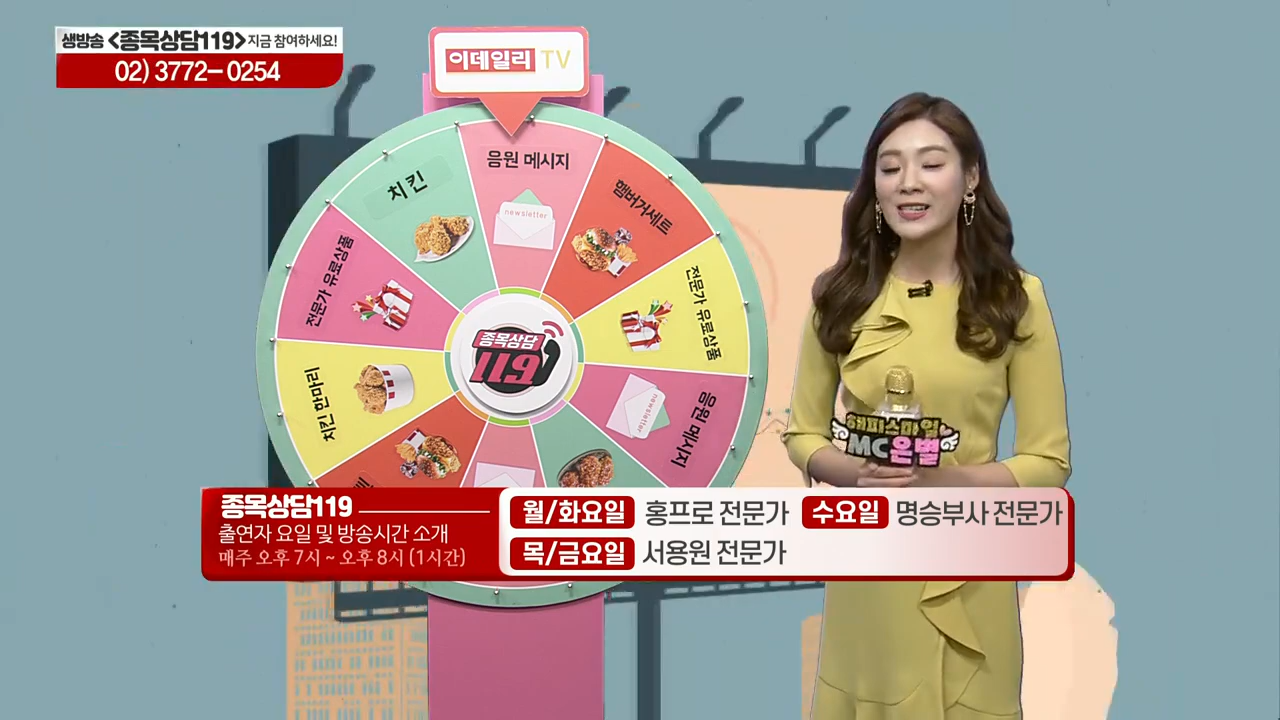 생방송 <종목상담119> 지금 참여하세요!
02) 3772-0254
이데일리 TV
응원 메시지
newsletter
햄버거세트
전문가 유료상품
응원 메시지
newsletter
치킨 한마리
전문가 유료상품
치킨
종목상담
119
해피스마일
MC은별
종목상담119
출연자 요일 및 방송시간 소개
매주 오후 7시 ~ 오후 8시 (1시간)
월/화요일 홍프로 전문가 수요일 명승부사 전문가
목/금요일 서용원 전문가